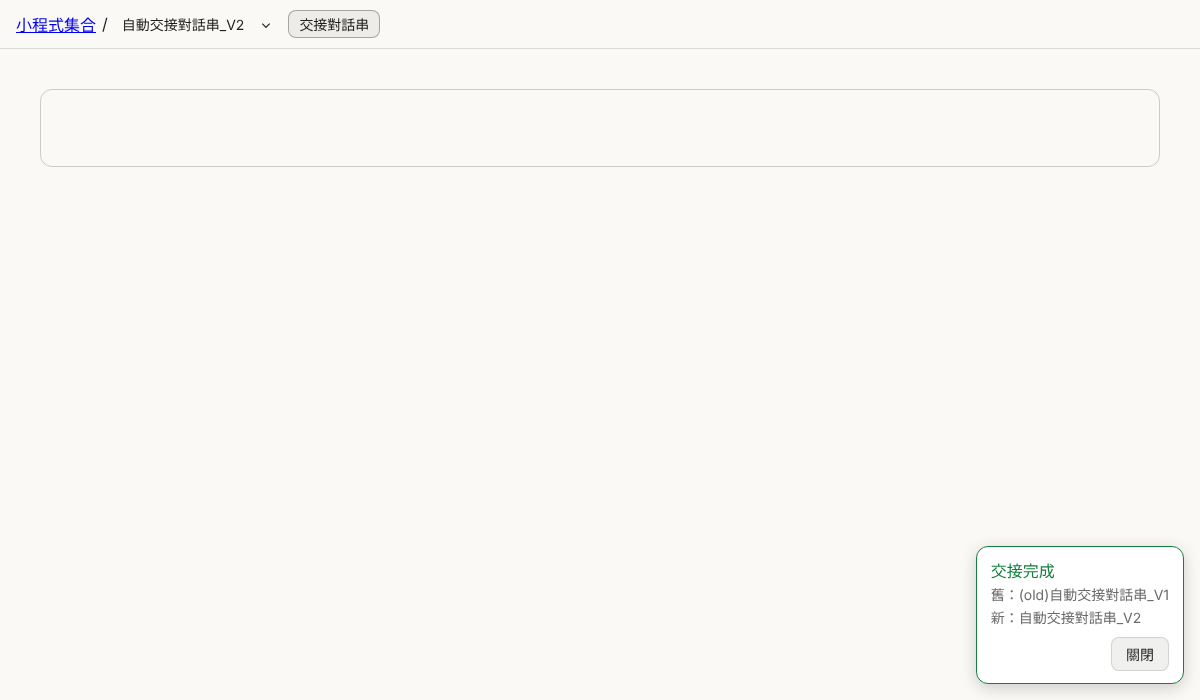 小程式集合 / 自動交接對話串_V2 交接對話串
交接完成
舊：(old)自動交接對話串_V1
新：自動交接對話串_V2
關閉